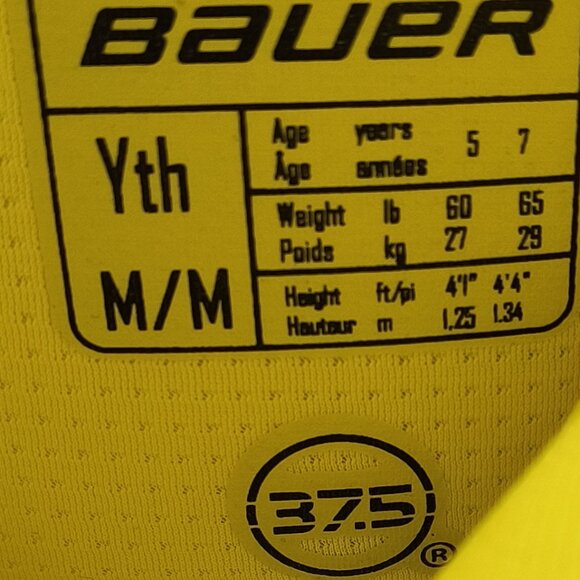 BAUER
Yth
M/M
Age years 5 7
Âge années
Weight lb 60 65
Poids kg 27 29
Height ft/pi 4'1" 4'4"
Hauteur m 1.25 1.34
37.5
®